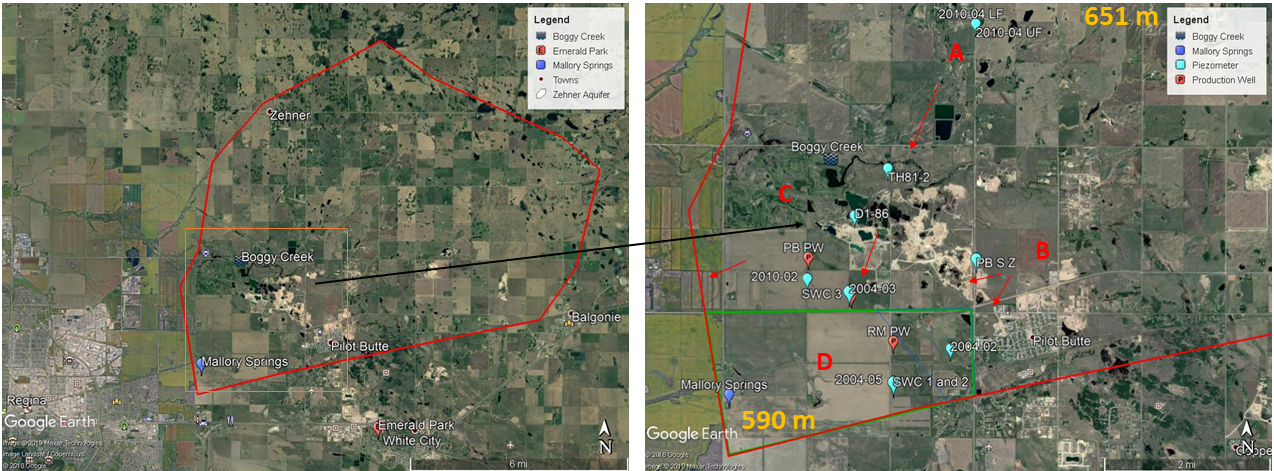 Legend
Boggy Creek
E Emerald Park
Mallory Springs
Towns
Zehner Aquifer
Zehner
Boggy Creek
Balgonie
Pilot Butte
Mallory Springs
Regina
Emerald Park
White City
Google Earth
Image © 2019 Maxar Technologies
Image Landsat / Copernicus
© 2018 Google
N
6 mi
2010-04 LF
651 m
2010-04 UF
Legend
Boggy Creek
Mallory Springs
Piezometer
P Production Well
A
Boggy Creek
TH81-2
C
D1-86
B
PB PW
P
PB S Z
2010-02
SWC 3
2004-03
RM PW
P
Pilot Butte
2004-02
D
2004-05
SWC 1 and 2
Mallory Springs
590 m
Google Earth
© 2018 Google
Image © 2019 Maxar Technologies
N
2 mi